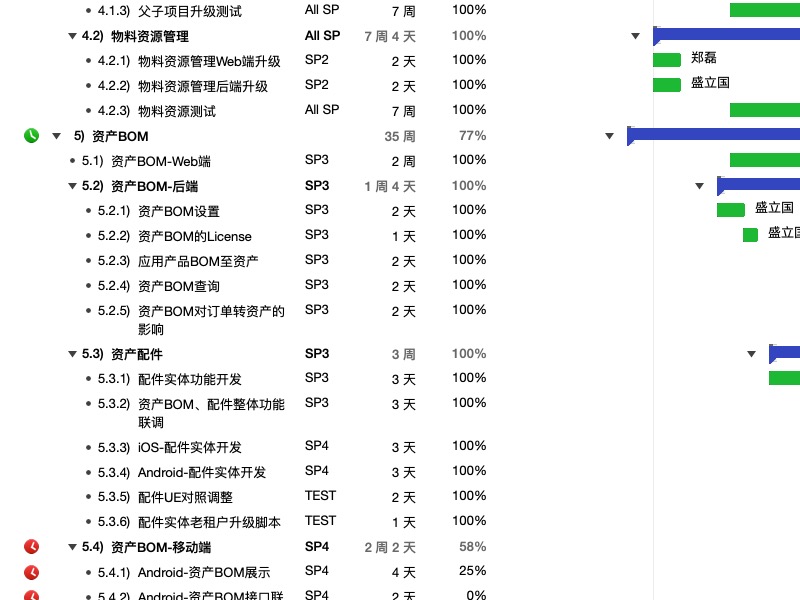 4.1.3) 父子项目升级测试 All SP 7 周 100%
4.2) 物料资源管理 All SP 7 周 4 天 100%
4.2.1) 物料资源管理Web端升级 SP2 2 天 100% 郑磊
4.2.2) 物料资源管理后端升级 SP2 2 天 100% 盛立国
4.2.3) 物料资源测试 All SP 7 周 100%
5) 资产BOM 35 周 77%
5.1) 资产BOM-Web端 SP3 2 周 100%
5.2) 资产BOM-后端 SP3 1 周 4 天 100%
5.2.1) 资产BOM设置 SP3 2 天 100% 盛立国
5.2.2) 资产BOM的License SP3 1 天 100% 盛立国
5.2.3) 应用产品BOM至资产 SP3 2 天 100%
5.2.4) 资产BOM查询 SP3 2 天 100%
5.2.5) 资产BOM对订单转资产的 SP3 2 天 100%
影响
5.3) 资产配件 SP3 3 周 100%
5.3.1) 配件实体功能开发 SP3 3 天 100%
5.3.2) 资产BOM、配件整体功能 SP3 3 天 100%
联调
5.3.3) iOS-配件实体开发 SP4 3 天 100%
5.3.4) Android-配件实体开发 SP4 3 天 100%
5.3.5) 配件UE对照调整 TEST 2 天 100%
5.3.6) 配件实体老租户升级脚本 TEST 1 天 100%
5.4) 资产BOM-移动端 SP4 2 周 2 天 58%
5.4.1) Android-资产BOM展示 SP4 4 天 25%
5.4.2) Android-资产BOM接口联 SP4 2 天 0%